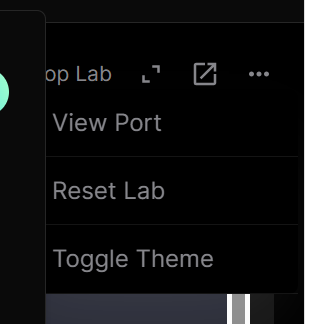 op Lab
View Port
Reset Lab
Toggle Theme